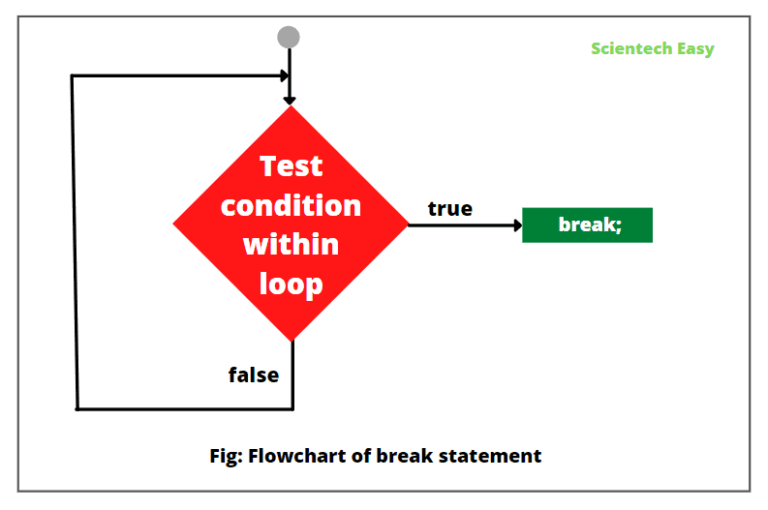 Scientech Easy
Test
condition
within
loop
true
break;
false
Fig: Flowchart of break statement